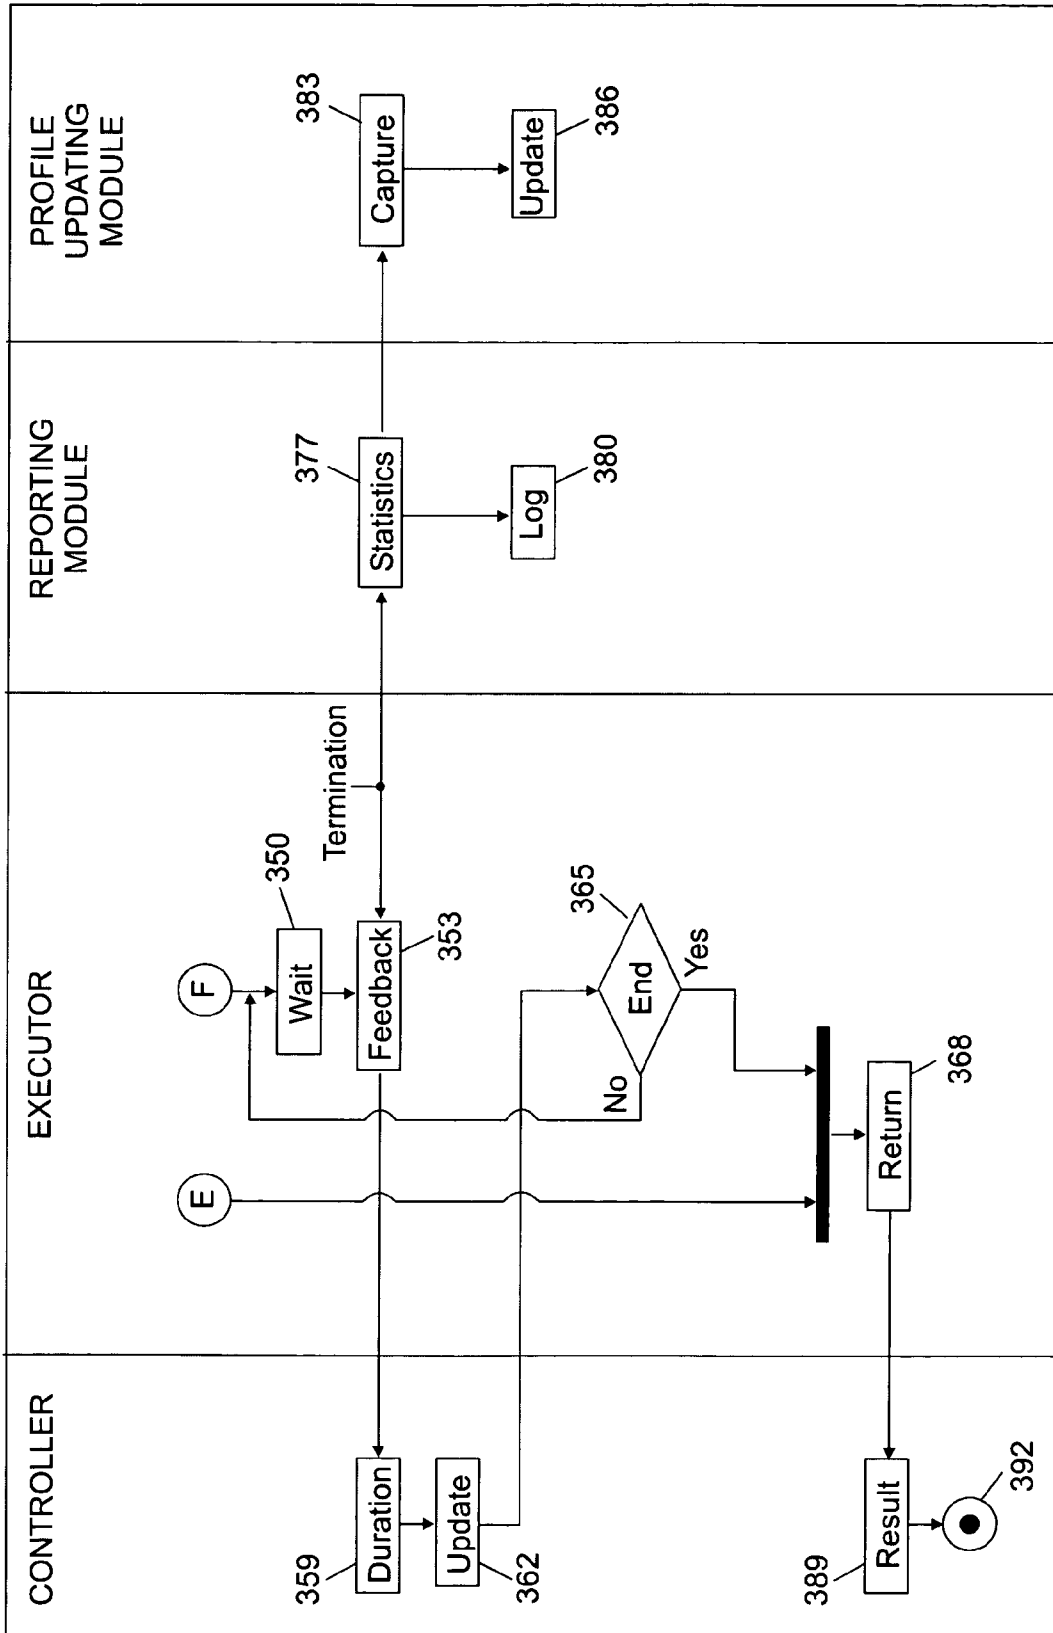 CONTROLLER
EXECUTOR
REPORTING
MODULE
PROFILE
UPDATING
MODULE
E
F
350
Wait
Termination
359
Duration
Feedback
353
377
Statistics
383
Capture
Update
362
Log
380
Update
386
365
End
No
Yes
389
Result
Return
368
392